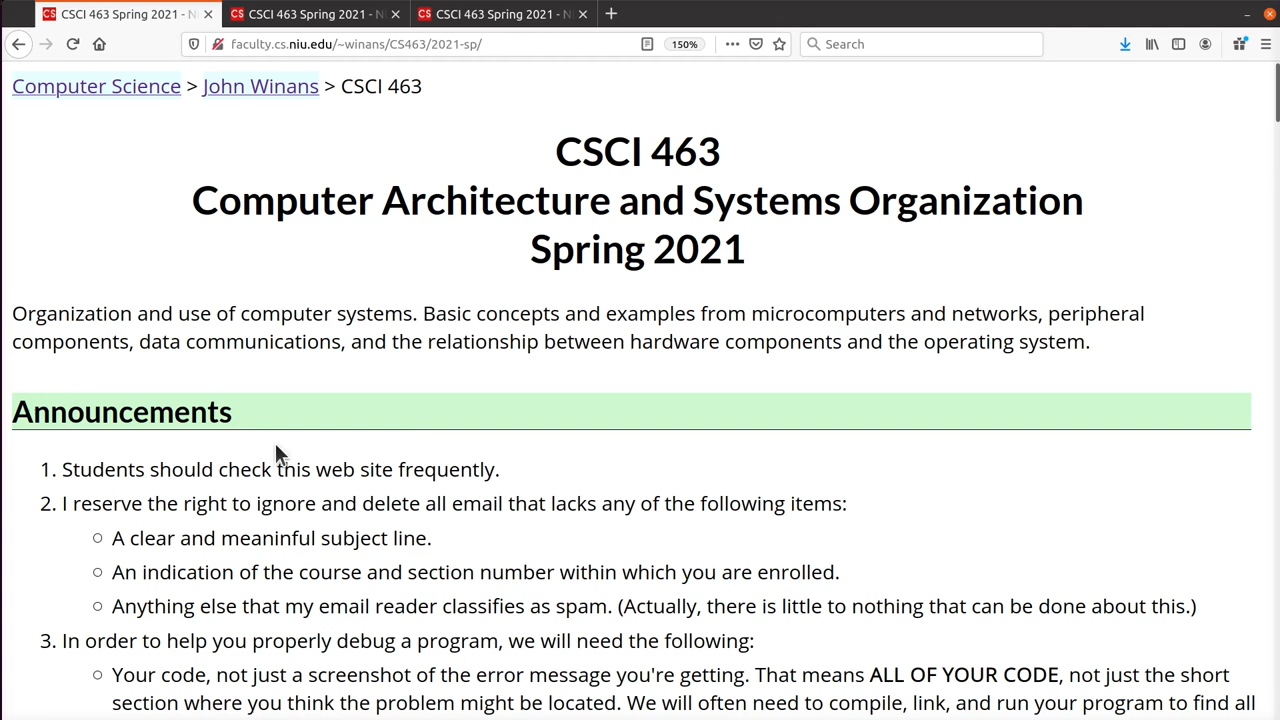 CSCI 463 Spring 2021 - N
CSCI 463 Spring 2021 - N
CSCI 463 Spring 2021 - N
faculty.cs.niu.edu/~winans/CS463/2021-sp/
150%
Search
Computer Science > John Winans > CSCI 463
CSCI 463
Computer Architecture and Systems Organization
Spring 2021
Organization and use of computer systems. Basic concepts and examples from microcomputers and networks, peripheral
components, data communications, and the relationship between hardware components and the operating system.
Announcements
1. Students should check this web site frequently.
2. I reserve the right to ignore and delete all email that lacks any of the following items:
○ A clear and meaninful subject line.
○ An indication of the course and section number within which you are enrolled.
○ Anything else that my email reader classifies as spam. (Actually, there is little to nothing that can be done about this.)
3. In order to help you properly debug a program, we will need the following:
○ Your code, not just a screenshot of the error message you're getting. That means ALL OF YOUR CODE, not just the short
section where you think the problem might be located. We will often need to compile, link, and run your program to find all